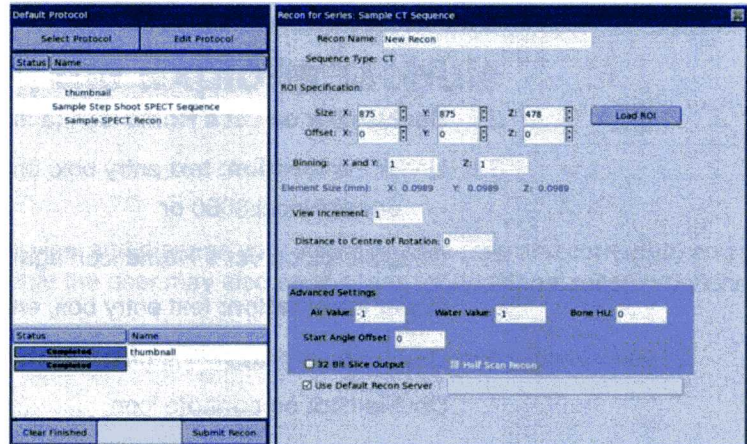 Default Protocol
Select Protocol Edit Protocol
Status Name
thumbnail
Sample Step Shoot SPECT Sequence
Sample SPECT Recon
Status Name
Completed thumbnall
Completed
Clear Finished Submit Recon
Recon for Series: Sample CT Sequence
Recon Name: New Recon
Sequence Type: CT
ROI Specification:
Size: X: 875 Y: 875 Z: 478 Load ROI
Offset: X: 0 Y: 0 Z: 0
Binning: X and Y: 1 Z: 1
Element Size (mm): X: 0.0989 Y: 0.0989 Z: 0.0989
View Increment: 1
Distance to Centre of Rotation: 0
Advanced Settings
Air Value: -1 Water Value: -1 Bone HU: 0
Start Angle Offset: 0
32 Bit Slice Output Half Scan Recon
Use Default Recon Server